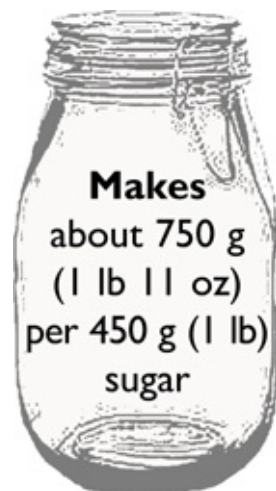 Makes
about 750 g
(1 lb 11 oz)
per 450 g (1 lb)
sugar